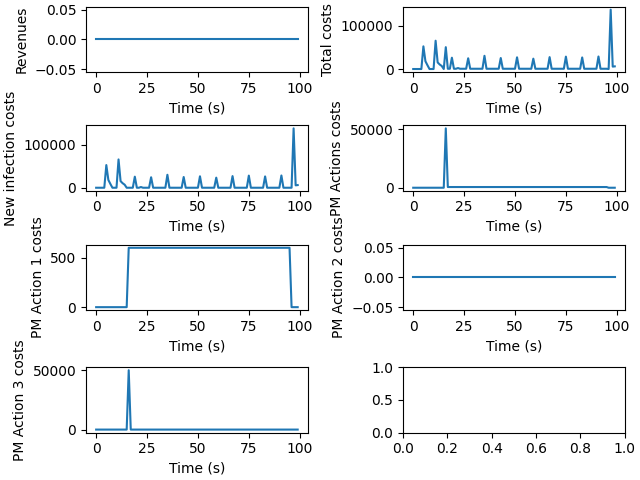 Revenues
0.05
0.00
−0.05
0 25 50 75 100
Time (s)
Total costs
100000
0
0 25 50 75 100
Time (s)
New infection costs
100000
0
0 25 50 75 100
Time (s)
PM Actions costs
50000
0
0 25 50 75 100
Time (s)
PM Action 1 costs
500
0
0 25 50 75 100
Time (s)
PM Action 2 costs
0.05
0.00
−0.05
0 25 50 75 100
Time (s)
PM Action 3 costs
50000
0
0 25 50 75 100
Time (s)
1.0
0.5
0.0
0.0 0.2 0.4 0.6 0.8 1.0